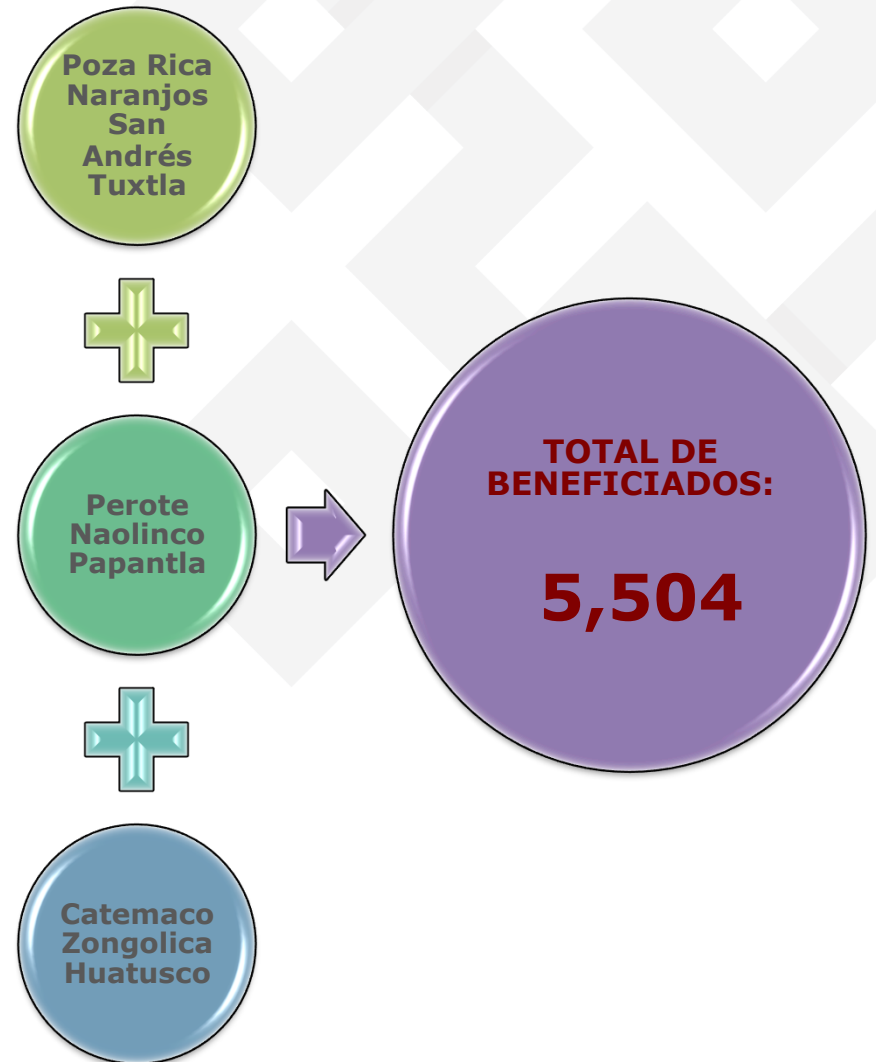 Poza Rica
Naranjos
San
Andrés
Tuxtla
Perote
Naolinco
Papantla
Catemaco
Zongolica
Huatusco
TOTAL DE
BENEFICIADOS:
5,504